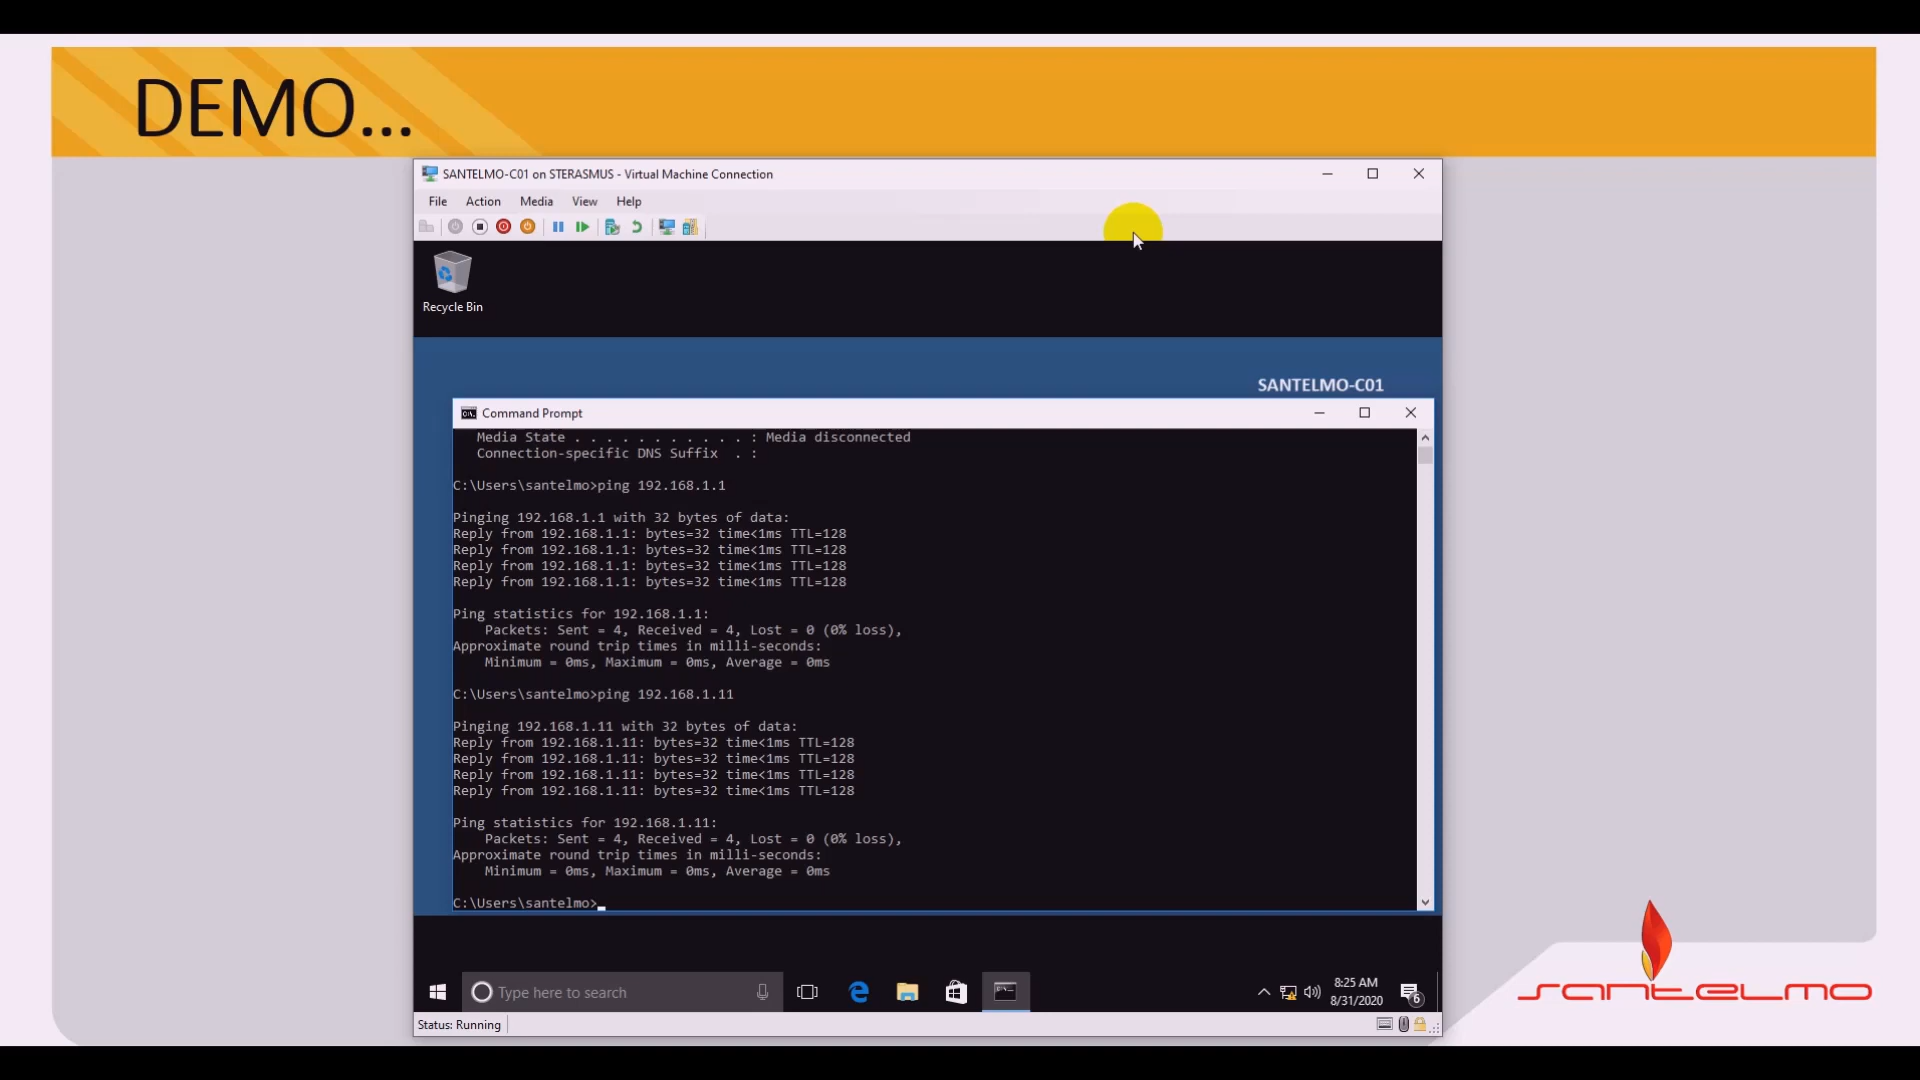 DEMO...
SANTELMO-C01 on STERASMUS - Virtual Machine Connection
File Action Media View Help
Recycle Bin
SANTELMO-C01
Command Prompt
Media State . . . . . . . . . . . : Media disconnected
Connection-specific DNS Suffix . :
C:\Users\santelmo>ping 192.168.1.1
Pinging 192.168.1.1 with 32 bytes of data:
Reply from 192.168.1.1: bytes=32 time<1ms TTL=128
Reply from 192.168.1.1: bytes=32 time<1ms TTL=128
Reply from 192.168.1.1: bytes=32 time<1ms TTL=128
Reply from 192.168.1.1: bytes=32 time<1ms TTL=128
Ping statistics for 192.168.1.1:
Packets: Sent = 4, Received = 4, Lost = 0 (0% loss),
Approximate round trip times in milli-seconds:
Minimum = 0ms, Maximum = 0ms, Average = 0ms
C:\Users\santelmo>ping 192.168.1.11
Pinging 192.168.1.11 with 32 bytes of data:
Reply from 192.168.1.11: bytes=32 time<1ms TTL=128
Reply from 192.168.1.11: bytes=32 time<1ms TTL=128
Reply from 192.168.1.11: bytes=32 time<1ms TTL=128
Reply from 192.168.1.11: bytes=32 time<1ms TTL=128
Ping statistics for 192.168.1.11:
Packets: Sent = 4, Received = 4, Lost = 0 (0% loss),
Approximate round trip times in milli-seconds:
Minimum = 0ms, Maximum = 0ms, Average = 0ms
C:\Users\santelmo>
Type here to search
8:25 AM
8/31/2020
6
Status: Running
santelmo